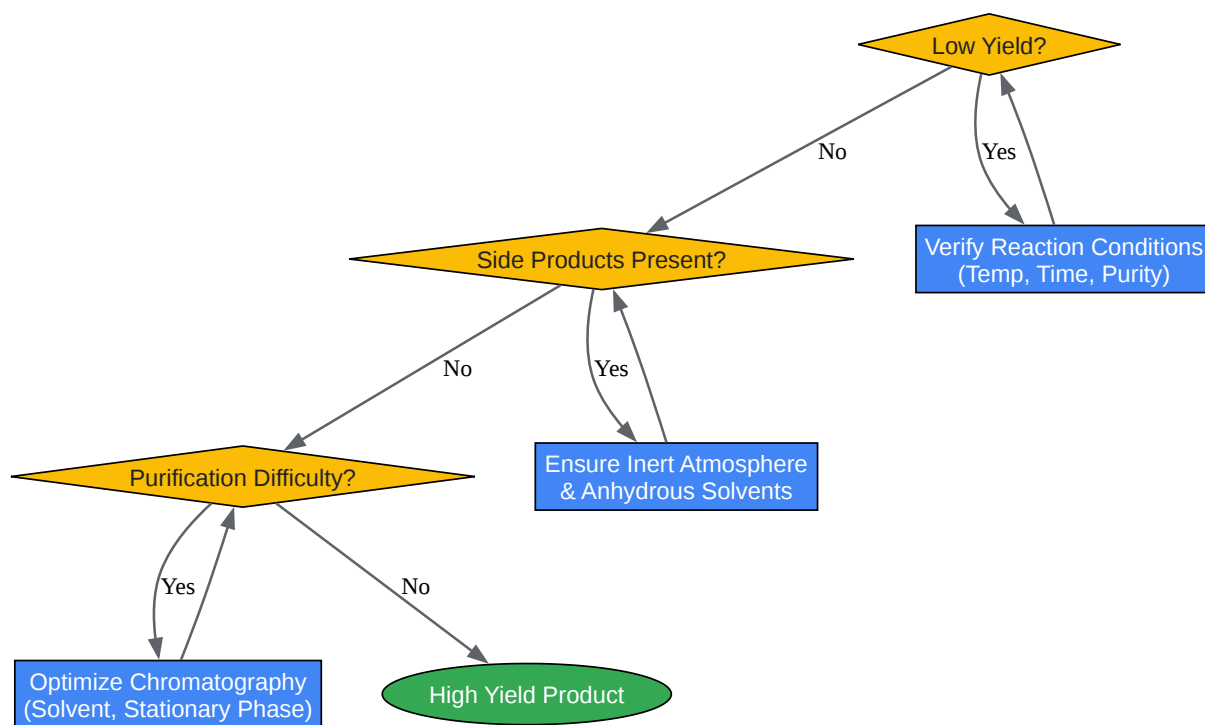 Low Yield?
No
Yes
Verify Reaction Conditions
(Temp, Time, Purity)
Side Products Present?
No
Yes
Ensure Inert Atmosphere
& Anhydrous Solvents
Purification Difficulty?
Yes
No
Optimize Chromatography
(Solvent, Stationary Phase)
High Yield Product